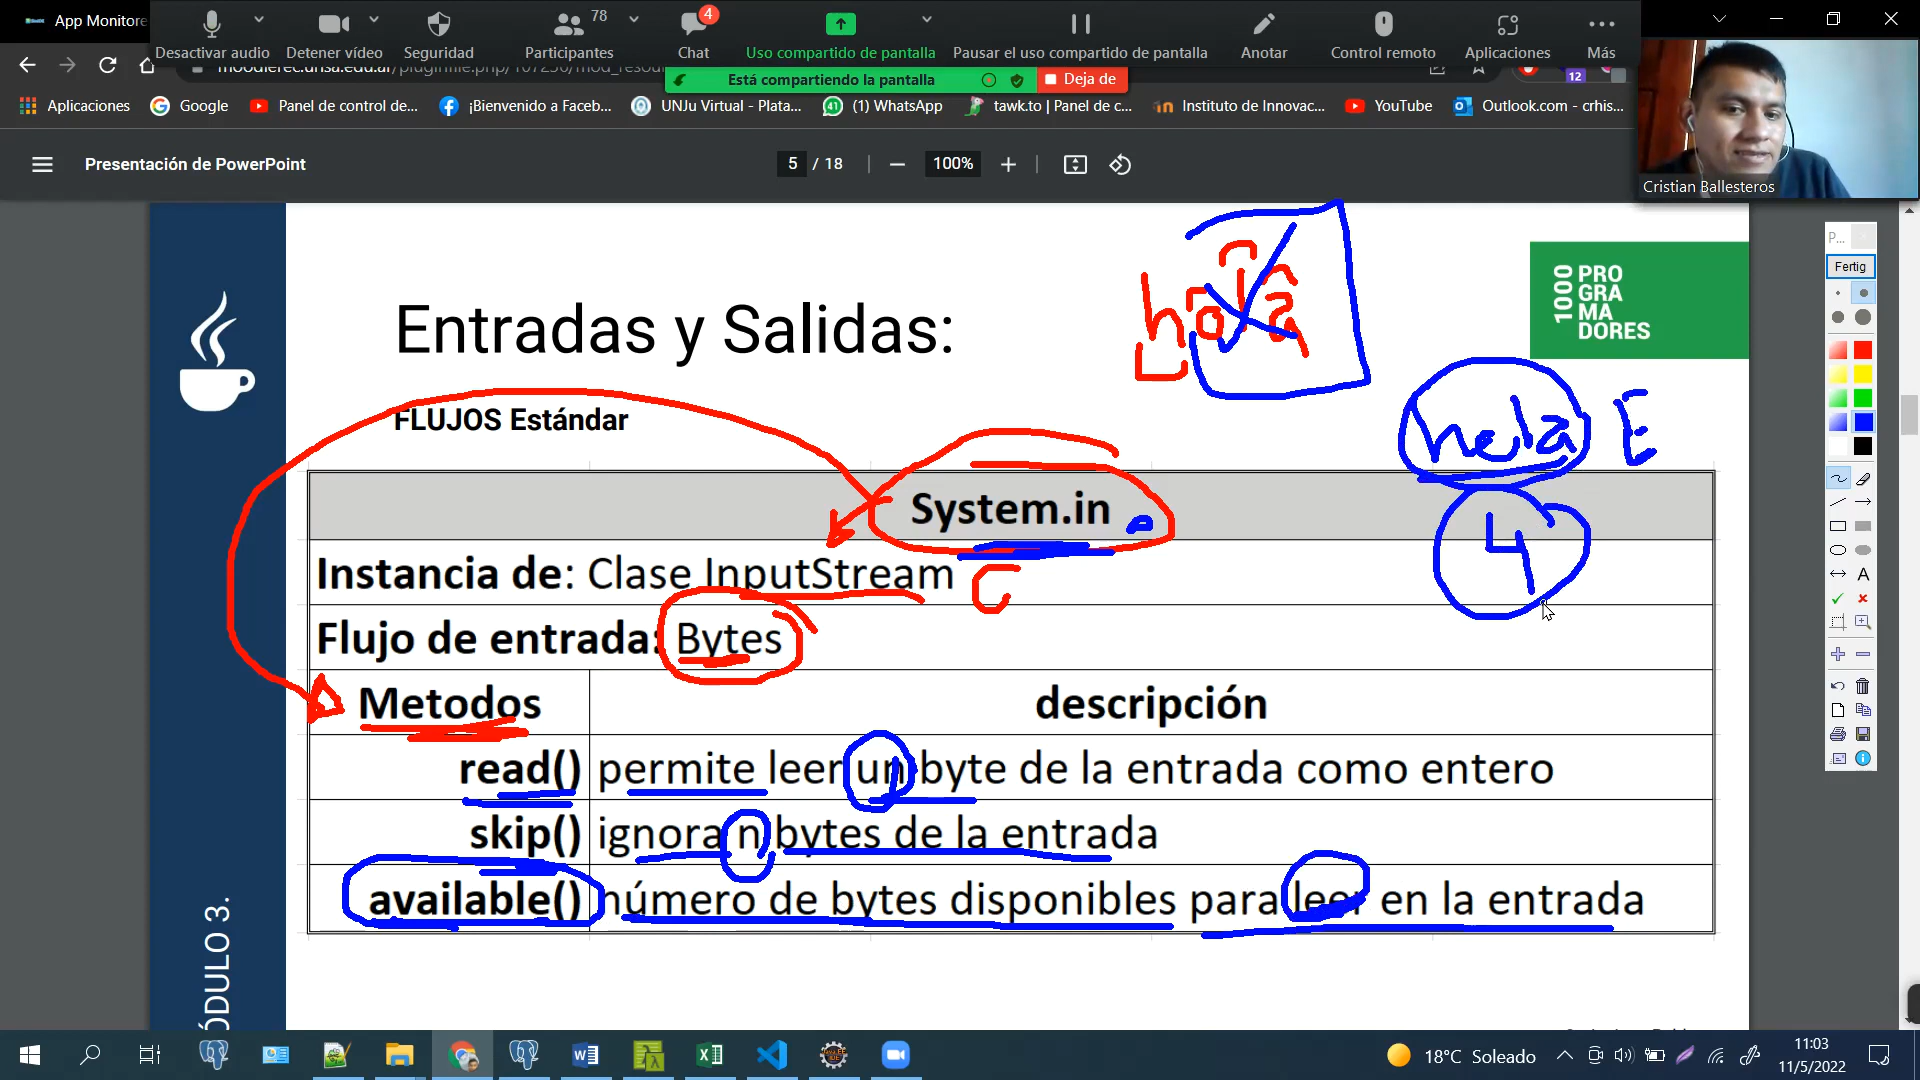 App Monitore
78
4
Desactivar audio
Detener vídeo
Seguridad
Participantes
Chat
Uso compartido de pantalla
Pausar el uso compartido de pantalla
Anotar
Control remoto
Aplicaciones
Más
Está compartiendo la pantalla
Deja de
12
Aplicaciones
Google
Panel de control de...
¡Bienvenido a Faceb...
UNJu Virtual - Plata...
(1) WhatsApp
tawk.to | Panel de c...
Instituto de Innovac...
YouTube
Outlook.com - crhis...
Cristian Ballesteros
Presentación de PowerPoint
5 / 18
100%
P...
Fertig
hola
1000
PRO
GRA
MA
DORES
Entradas y Salidas:
FLUJOS Estándar
hola E
4
System.in
Instancia de: Clase InputStream
Flujo de entrada: Bytes
Metodos descripción
read() permite leer un byte de la entrada como entero
skip() ignora n bytes de la entrada
available() número de bytes disponibles para leer en la entrada
ÓDULO 3.
18°C Soleado
11:03
11/5/2022